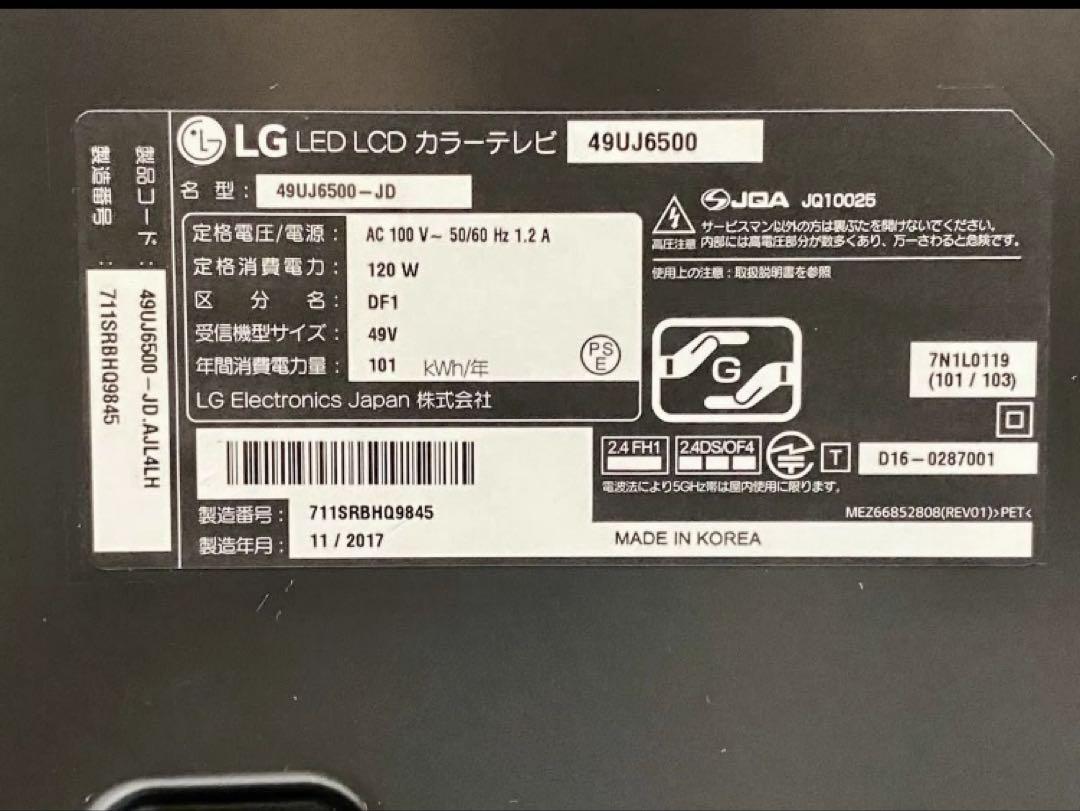 LG LED LCD カラーテレビ 49UJ6500
名 型 : 49UJ6500-JD
定格電圧/電源 : AC 100 V~ 50/60 Hz 1.2 A
定格消費電力 : 120 W
区 分 名 : DF1
受信機型サイズ : 49V
年間消費電力量 : 101 kWh/年
PS
E
LG Electronics Japan 株式会社
JQA JQ10025
高圧注意
サービスマン以外の方は裏ぶたを開けないでください。
内部には高電圧部分が数多くあり、万一さわると危険です。
使用上の注意 : 取扱説明書を参照
G
7N1L0119
(101 / 103)
2.4 FH1
2.4DS/OF4
T
D16-0287001
電波法により5GHz帯は屋内使用に限ります。
MEZ66852808(REV01)>PET<
製造番号 : 711SRBHQ9845
製造年月 : 11 / 2017
MADE IN KOREA
製品コード : 49UJ6500-JD.AJL4LH
製造番号 : 711SRBHQ9845